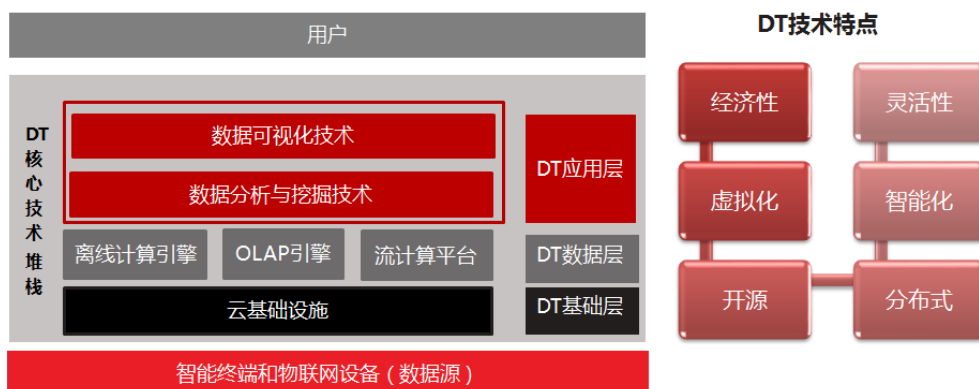 用户
DT核心技术堆栈
数据可视化技术
数据分析与挖掘技术
DT应用层
离线计算引擎
OLAP引擎
流计算平台
DT数据层
云基础设施
DT基础层
智能终端和物联网设备（数据源）
DT技术特点
经济性
灵活性
虚拟化
智能化
开源
分布式